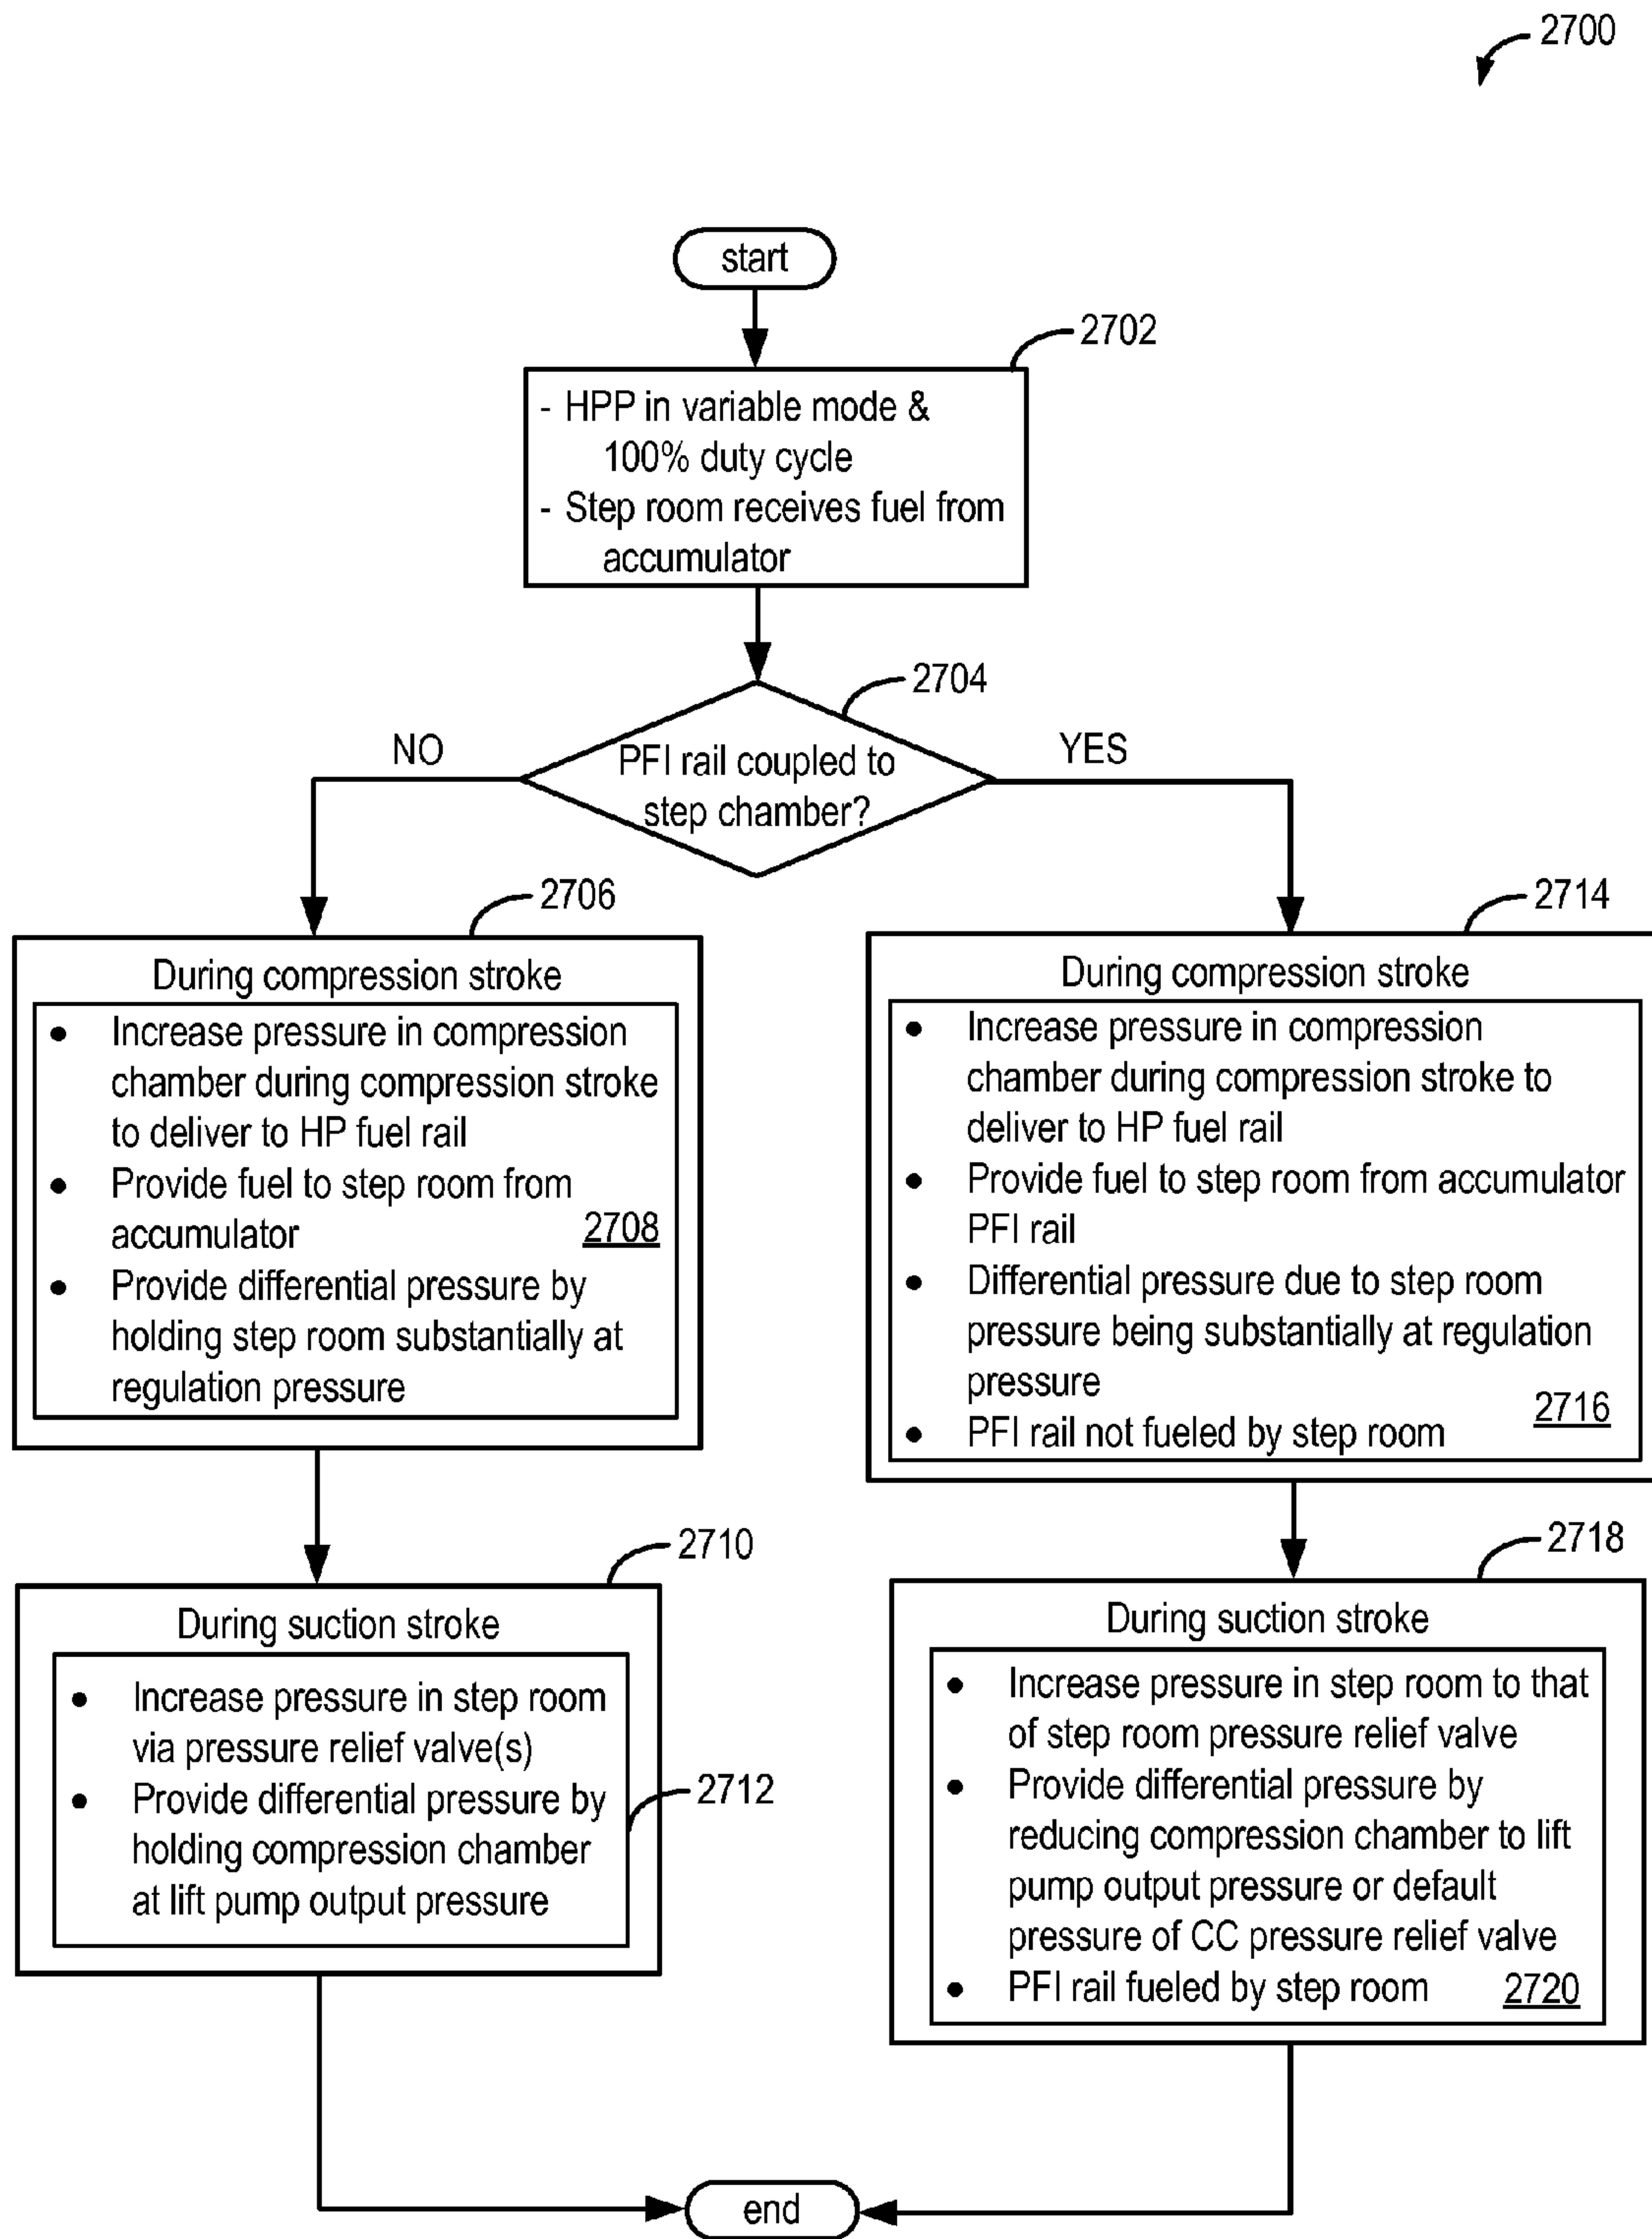 2700
start
2702
- HPP in variable mode &
100% duty cycle
- Step room receives fuel from
accumulator
2704
NO
PFI rail coupled to
step chamber?
YES
2706
During compression stroke
• Increase pressure in compression
chamber during compression stroke
to deliver to HP fuel rail
• Provide fuel to step room from
accumulator
2708
• Provide differential pressure by
holding step room substantially at
regulation pressure
2714
During compression stroke
• Increase pressure in compression
chamber during compression stroke to
deliver to HP fuel rail
• Provide fuel to step room from accumulator
PFI rail
• Differential pressure due to step room
pressure being substantially at regulation
pressure
2716
• PFI rail not fueled by step room
2710
During suction stroke
• Increase pressure in step room
via pressure relief valve(s)
2712
• Provide differential pressure by
holding compression chamber
at lift pump output pressure
2718
During suction stroke
• Increase pressure in step room to that
of step room pressure relief valve
• Provide differential pressure by
reducing compression chamber to lift
pump output pressure or default
pressure of CC pressure relief valve
• PFI rail fueled by step room
2720
end